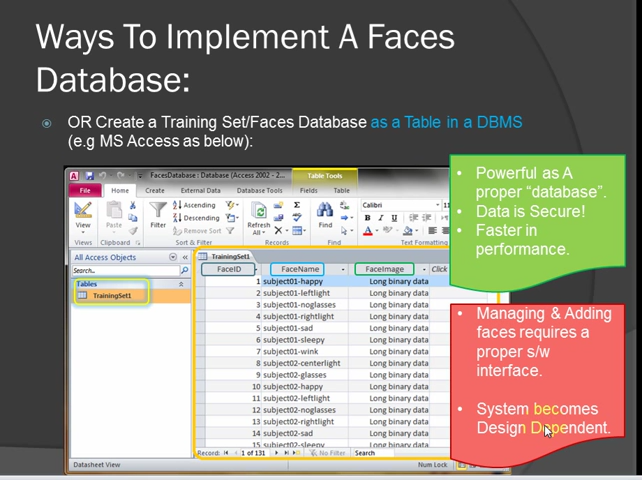 Ways To Implement A Faces
Database:
OR Create a Training Set/Faces Database as a Table in a DBMS
(e.g MS Access as below):
FacesDatabase : Database (Access 2002 - 2...
Table Tools
File Home Create External Data Database Tools Fields Table
View
Paste
Filter
Ascending
Descending
Remove Sort
Refresh
All
Find
Calibri 11
B I U
A
Views Clipboard Sort & Filter Records Find Text Formatting
All Access Objects
Search..
Tables
TrainingSet1
TrainingSet1
FaceID FaceName FaceImage Click
1 subject01-happy Long binary data
2 subject01-leftlight Long binary data
3 subject01-noglasses Long binary data
4 subject01-rightlight Long binary data
5 subject01-sad Long binary data
6 subject01-sleepy Long binary data
7 subject01-wink Long binary data
8 subject02-centerlight Long binary data
9 subject02-glasses Long binary data
10 subject02-happy Long binary data
11 subject02-leftlight Long binary data
12 subject02-noglasses Long binary data
13 subject02-rightlight Long binary data
14 subject02-sad Long binary data
15 subject02-sleepy Long binary data
Record: 1 of 131 No Filter Search
Datasheet View
Num Lock
• Powerful as A
proper “database”.
• Data is Secure!
• Faster in
performance.
• Managing & Adding
faces requires a
proper s/w
interface.
• System becomes
Design Dependent.